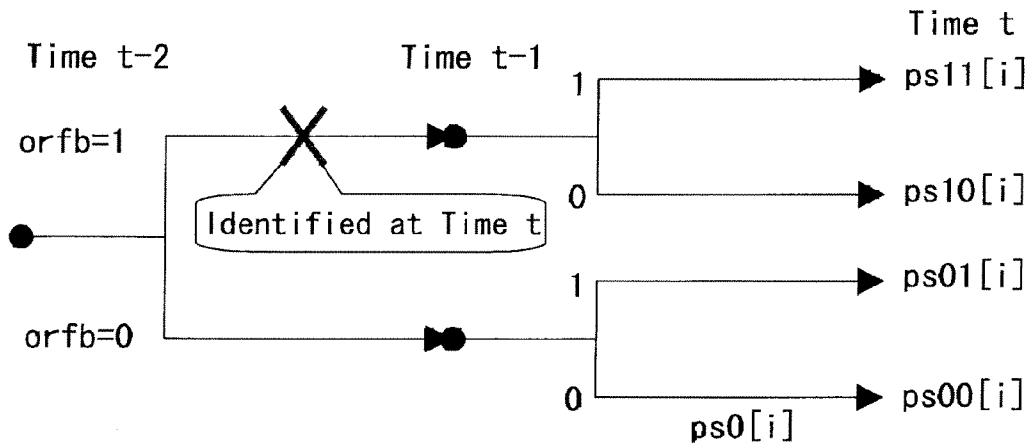 Time t
Time t-2
Time t-1
1
ps11[i]
orfb=1
0
ps10[i]
Identified at Time t
1
ps01[i]
orfb=0
0
ps00[i]
ps0[i]